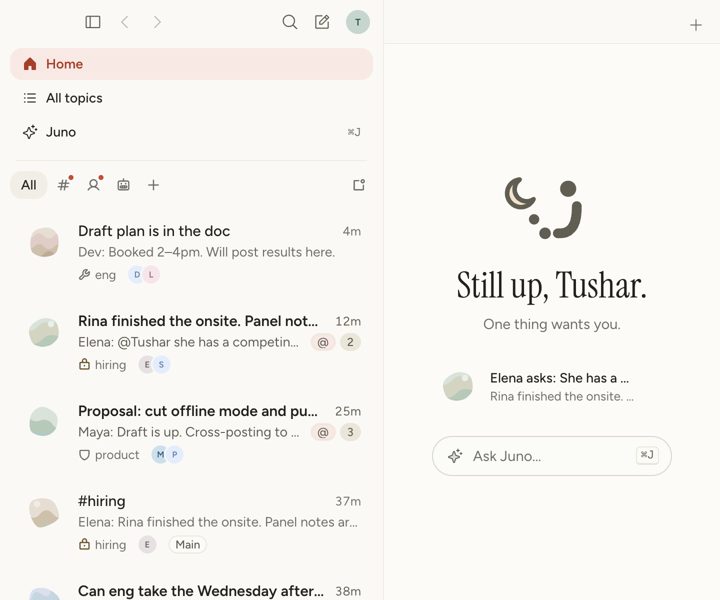 T
Home
All topics
Juno
⌘J
All
Draft plan is in the doc 4m
Dev: Booked 2–4pm. Will post results here.
eng D L
Rina finished the onsite. Panel not... 12m
Elena: @Tushar she has a competin... @ 2
hiring E S
Proposal: cut offline mode and pu... 25m
Maya: Draft is up. Cross-posting to ... @ 3
product M P
#hiring 37m
Elena: Rina finished the onsite. Panel notes ar...
hiring E Main
Can eng take the Wednesday after... 38m
Still up, Tushar.
One thing wants you.
Elena asks: She has a ...
Rina finished the onsite. ...
Ask Juno... ⌘J